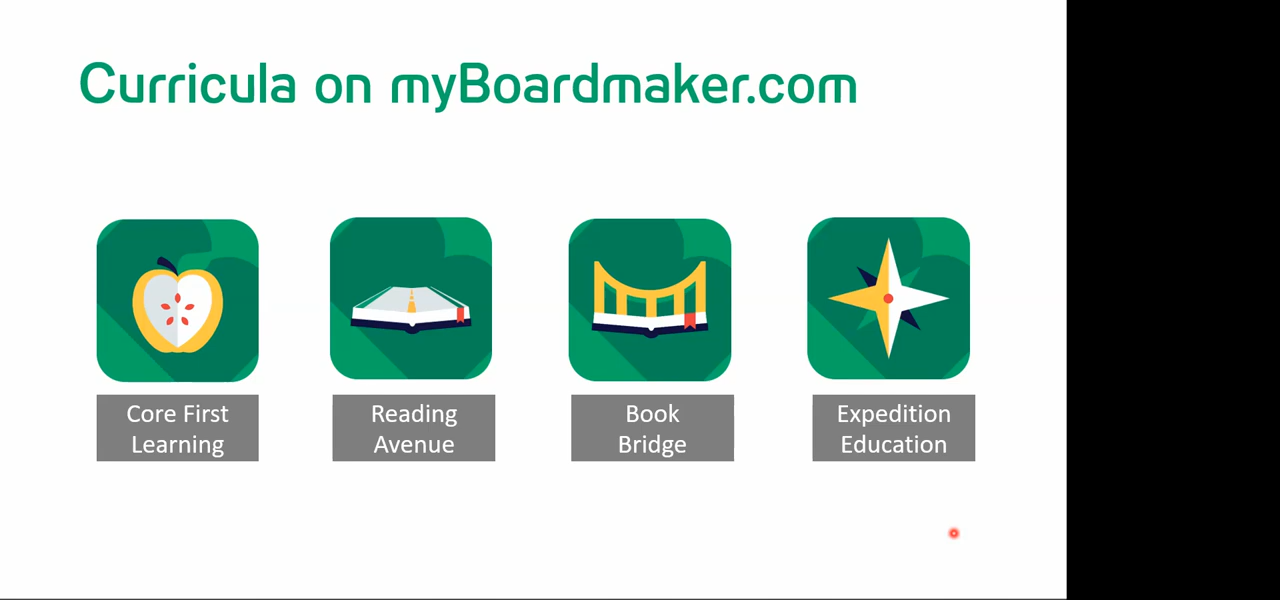 Curricula on myBoardmaker.com
Core First
Learning
Reading
Avenue
Book
Bridge
Expedition
Education